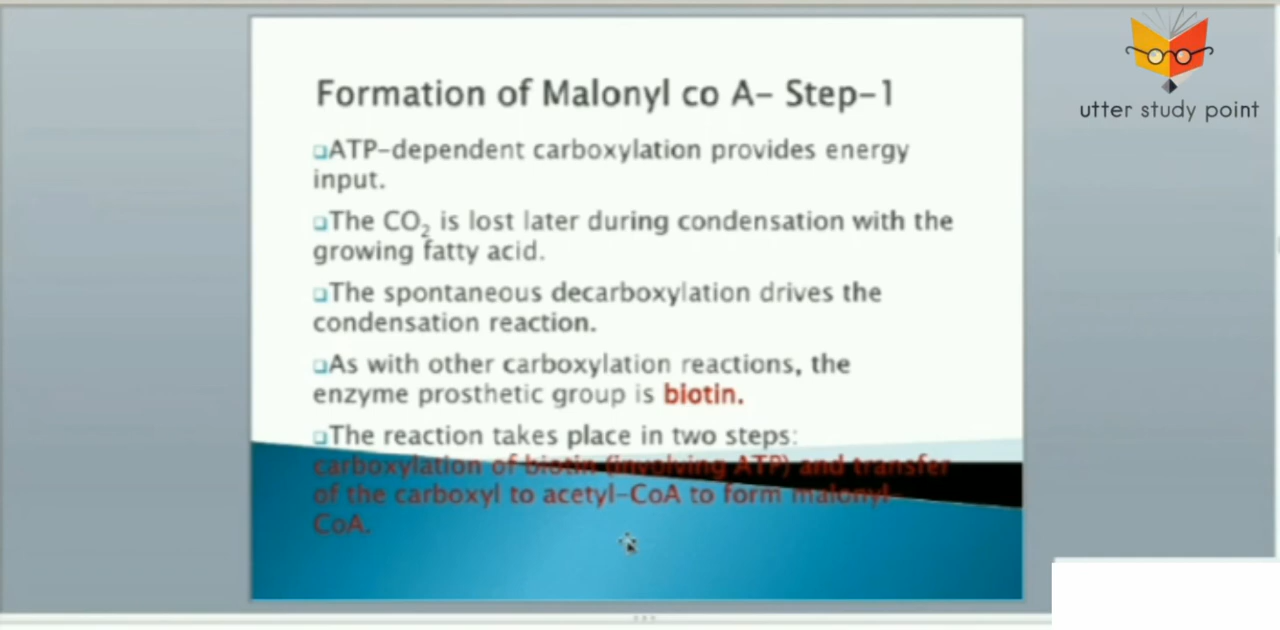 utter study point
Formation of Malonyl co A- Step-1
ATP-dependent carboxylation provides energy
input.
The CO₂ is lost later during condensation with the
growing fatty acid.
The spontaneous decarboxylation drives the
condensation reaction.
As with other carboxylation reactions, the
enzyme prosthetic group is biotin.
The reaction takes place in two steps:
carboxylation of biotin (involving ATP) and transfer
of the carboxyl to acetyl-CoA to form malonyl-
CoA.